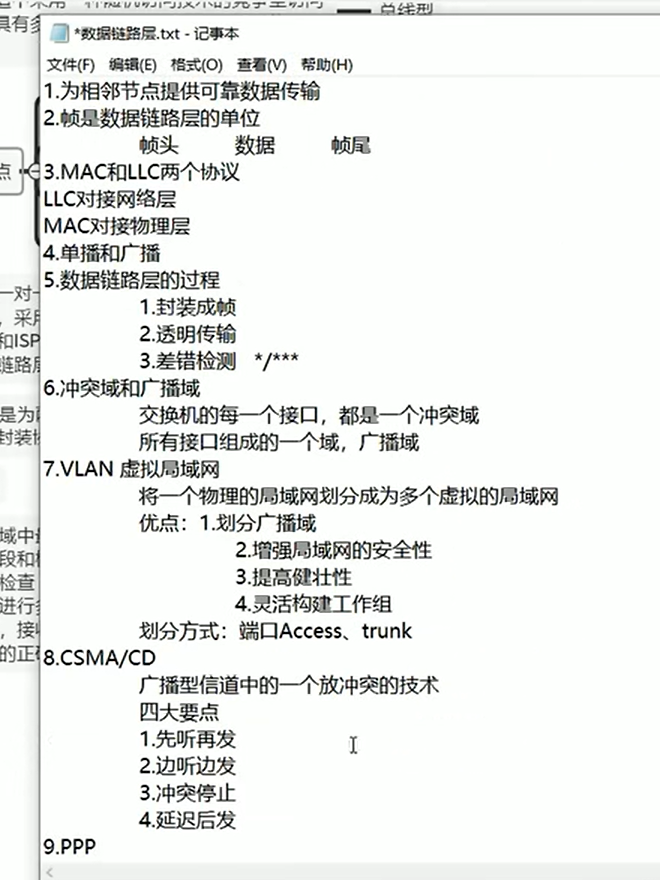 总线型
*数据链路层.txt - 记事本
文件(F) 编辑(E) 格式(O) 查看(V) 帮助(H)
1.为相邻节点提供可靠数据传输
2.帧是数据链路层的单位
帧头 数据 帧尾
3.MAC和LLC两个协议
LLC对接网络层
MAC对接物理层
4.单播和广播
5.数据链路层的过程
1.封装成帧
2.透明传输
3.差错检测 */***
6.冲突域和广播域
交换机的每一个接口，都是一个冲突域
所有接口组成的一个域，广播域
7.VLAN 虚拟局域网
将一个物理的局域网划分成为多个虚拟的局域网
优点：1.划分广播域
2.增强局域网的安全性
3.提高健壮性
4.灵活构建工作组
划分方式：端口Access、trunk
8.CSMA/CD
广播型信道中的一个放冲突的技术
四大要点
1.先听再发
2.边听边发
3.冲突停止
4.延迟后发
9.PPP